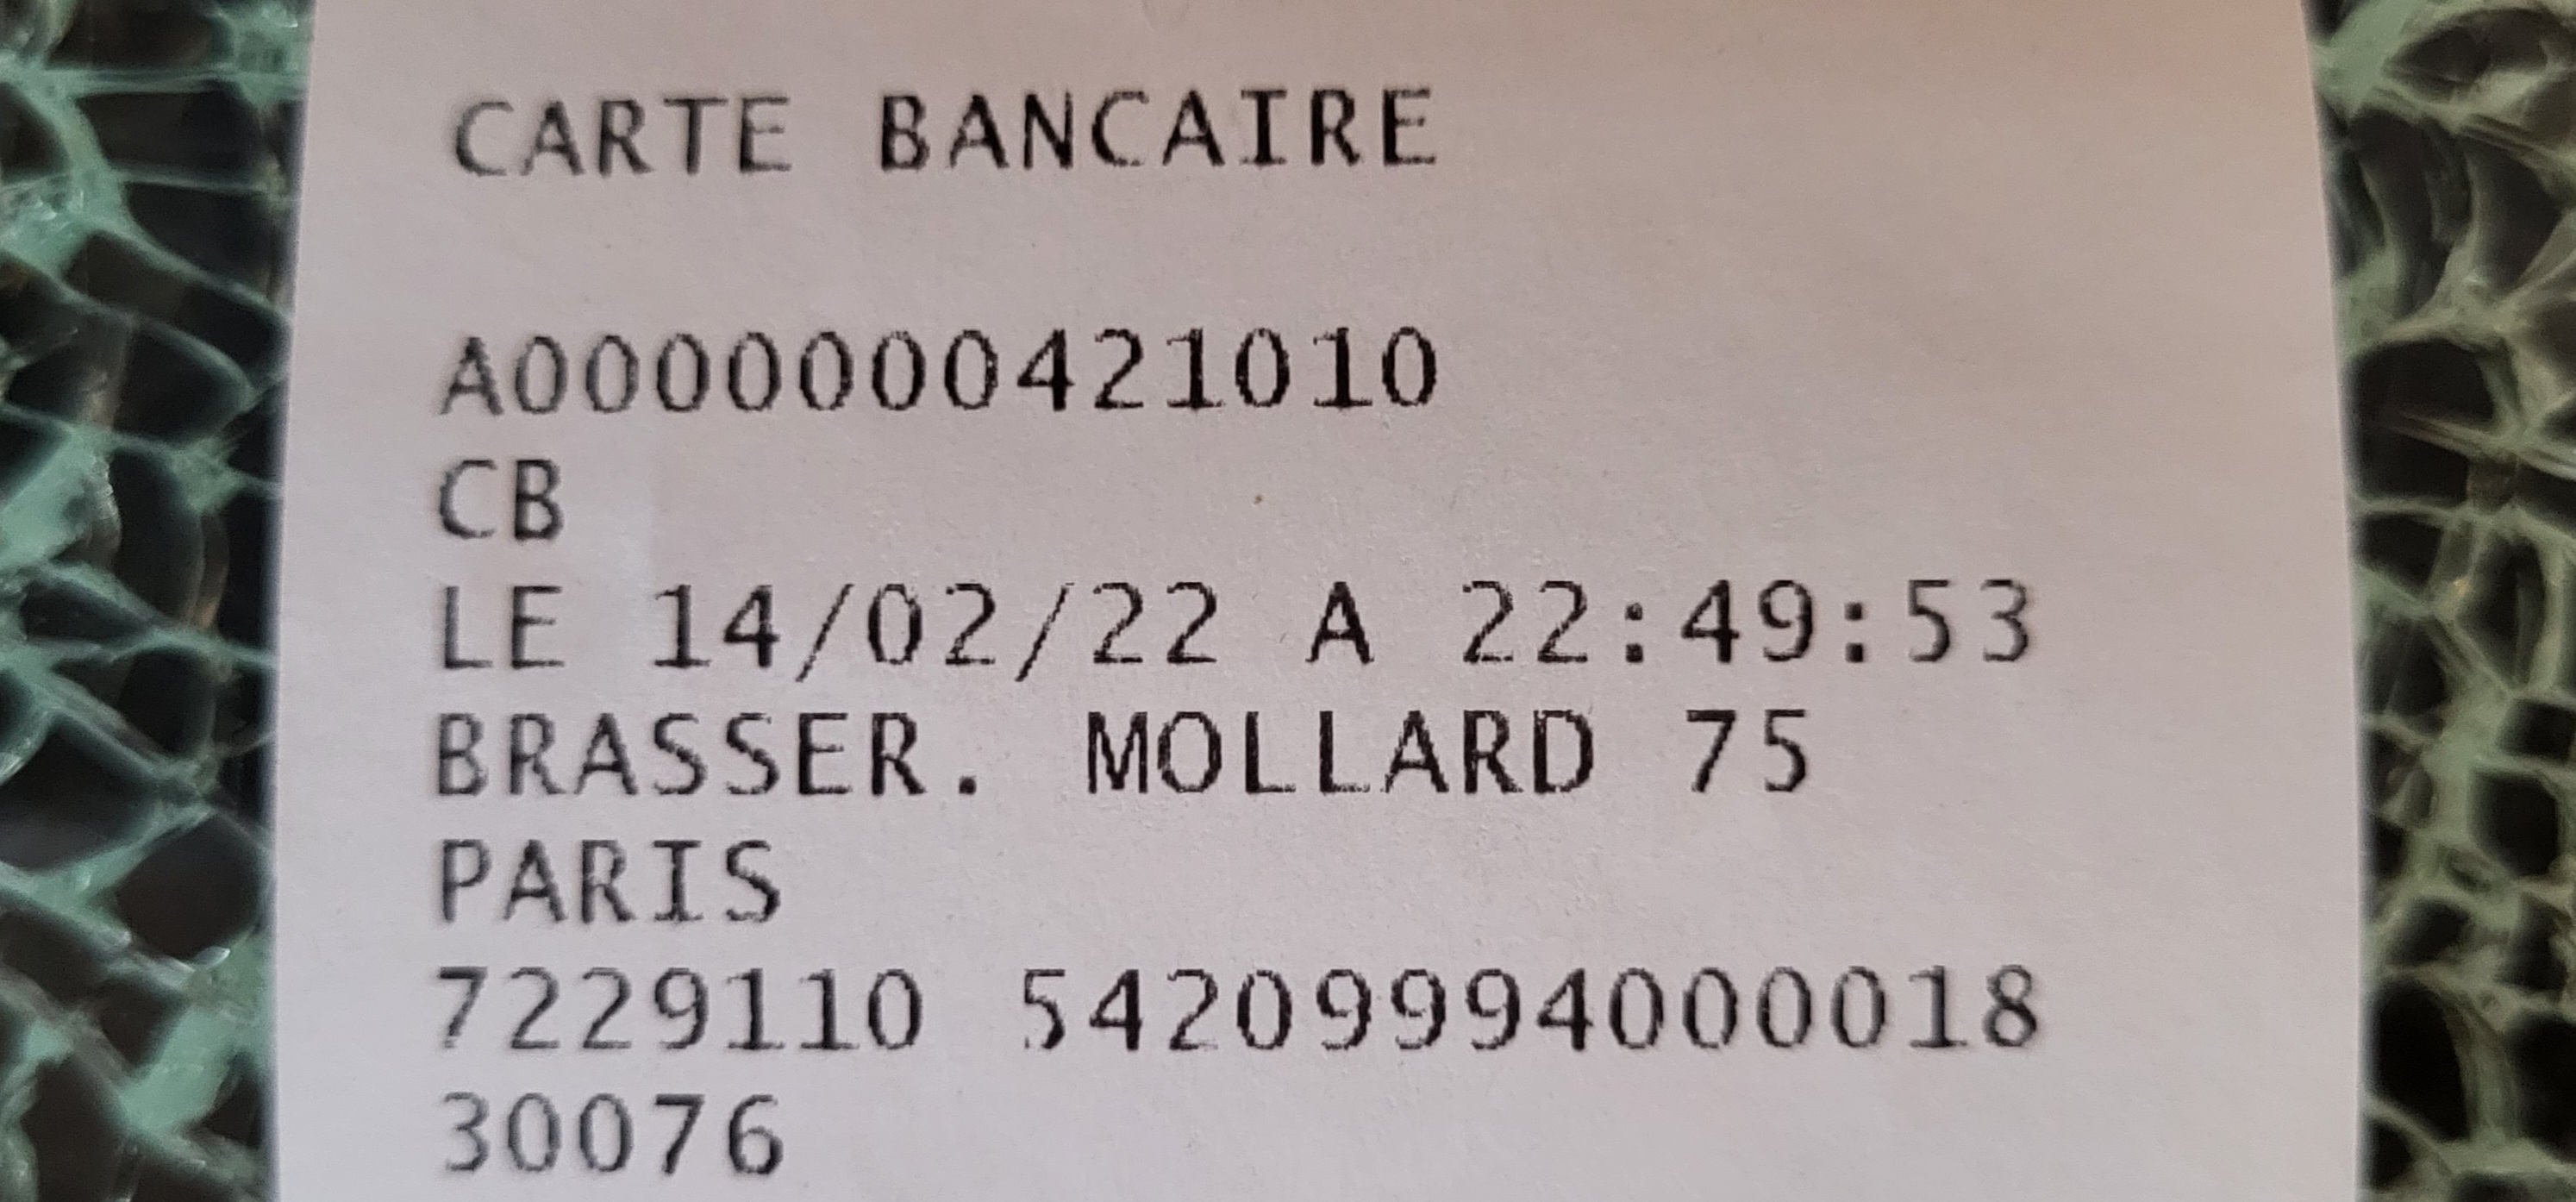 CARTE BANCAIRE
A0000000421010
CB
LE 14/02/22 A 22:49:53
BRASSER. MOLLARD 75
PARIS
7229110 54209994000018
30076